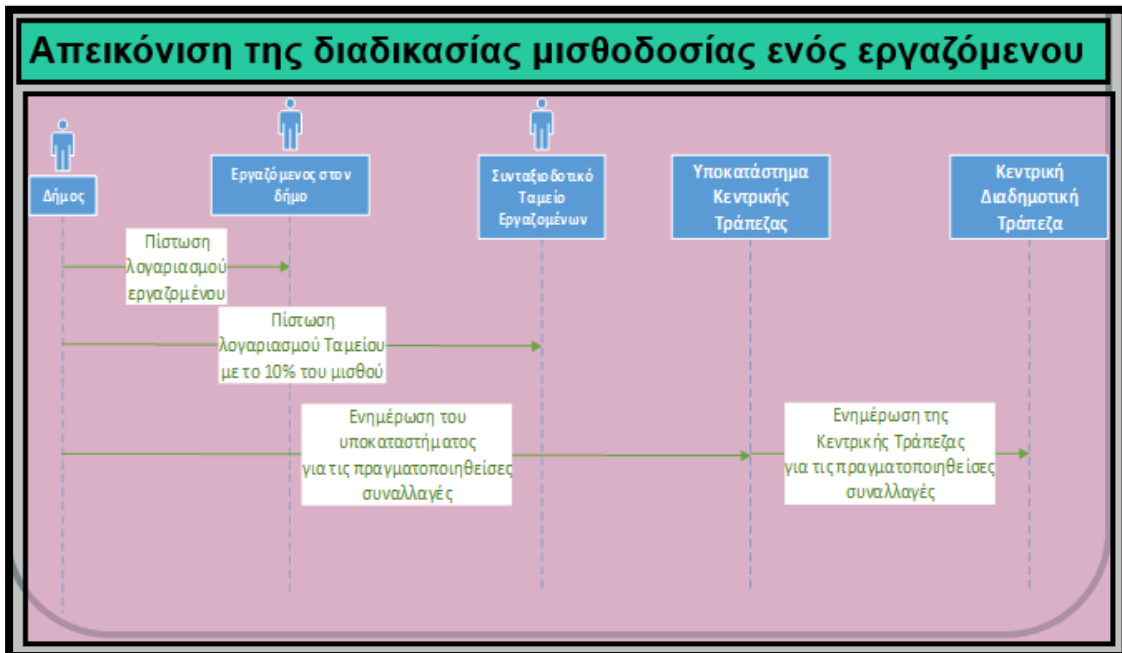 Απεικόνιση της διαδικασίας μισθοδοσίας ενός εργαζόμενου
Δήμος
Εργαζόμενος στον
δήμο
Συνταξιοδοτικό
Ταμείο
Εργαζομένων
Υποκατάστημα
Κεντρικής
Τράπεζας
Κεντρική
Διαδημοτική
Τράπεζα
Πίστωση
λογαριασμού
εργαζομένου
Πίστωση
λογαριασμού Ταμείου
με το 10% του μισθού
Ενημέρωση του
υποκαταστήματος
για τις πραγματοποιηθείσες
συναλλαγές
Ενημέρωση της
Κεντρικής Τράπεζας
για τις πραγματοποιηθείσες
συναλλαγές